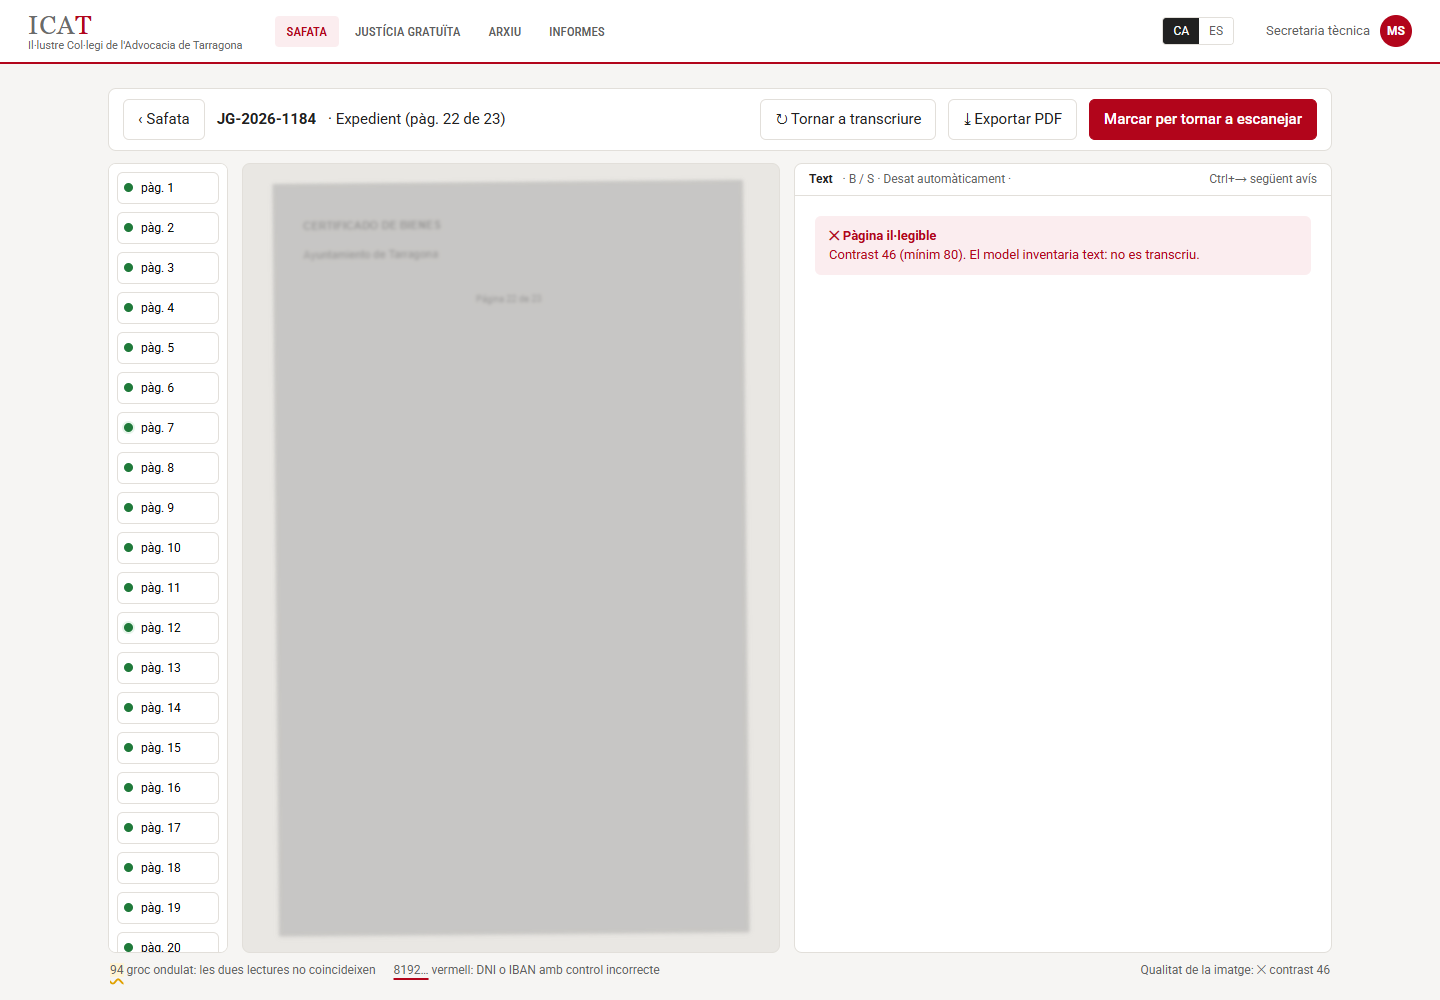 ICAT
Il·lustre Col·legi de l'Advocacia de Tarragona
SAFATA
JUSTÍCIA GRATUÏTA
ARXIU
INFORMES
CA
ES
Secretaria tècnica
MS
‹ Safata
JG-2026-1184 · Expedient (pàg. 22 de 23)
↻ Tornar a transcriure
⤓ Exportar PDF
Marcar per tornar a escanejar
pàg. 1
pàg. 2
pàg. 3
pàg. 4
pàg. 5
pàg. 6
pàg. 7
pàg. 8
pàg. 9
pàg. 10
pàg. 11
pàg. 12
pàg. 13
pàg. 14
pàg. 15
pàg. 16
pàg. 17
pàg. 18
pàg. 19
pàg. 20
CERTIFICADO DE BIENES
Ayuntamiento de Tarragona
Página 22 de 23
Text · B / S · Desat automàticament ·
Ctrl+→ següent avís
✕ Pàgina il·legible
Contrast 46 (mínim 80). El model inventaria text: no es transcriu.
94 groc ondulat: les dues lectures no coincideixen
8192… vermell: DNI o IBAN amb control incorrecte
Qualitat de la imatge: ✕ contrast 46